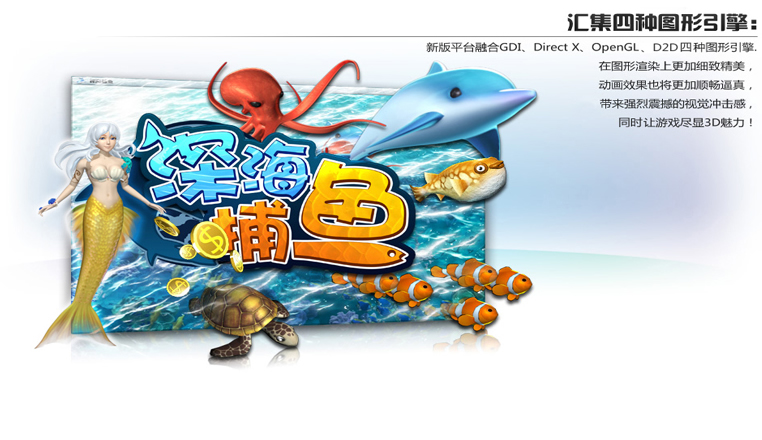 汇集四种图形引擎：
新版平台融合GDI、Direct X、OpenGL、D2D四种图形引擎.
在图形渲染上更加细致精美，
动画效果也将更加顺畅逼真，
带来强烈震撼的视觉冲击感，
同时让游戏尽显3D魅力！
深海
捕鱼